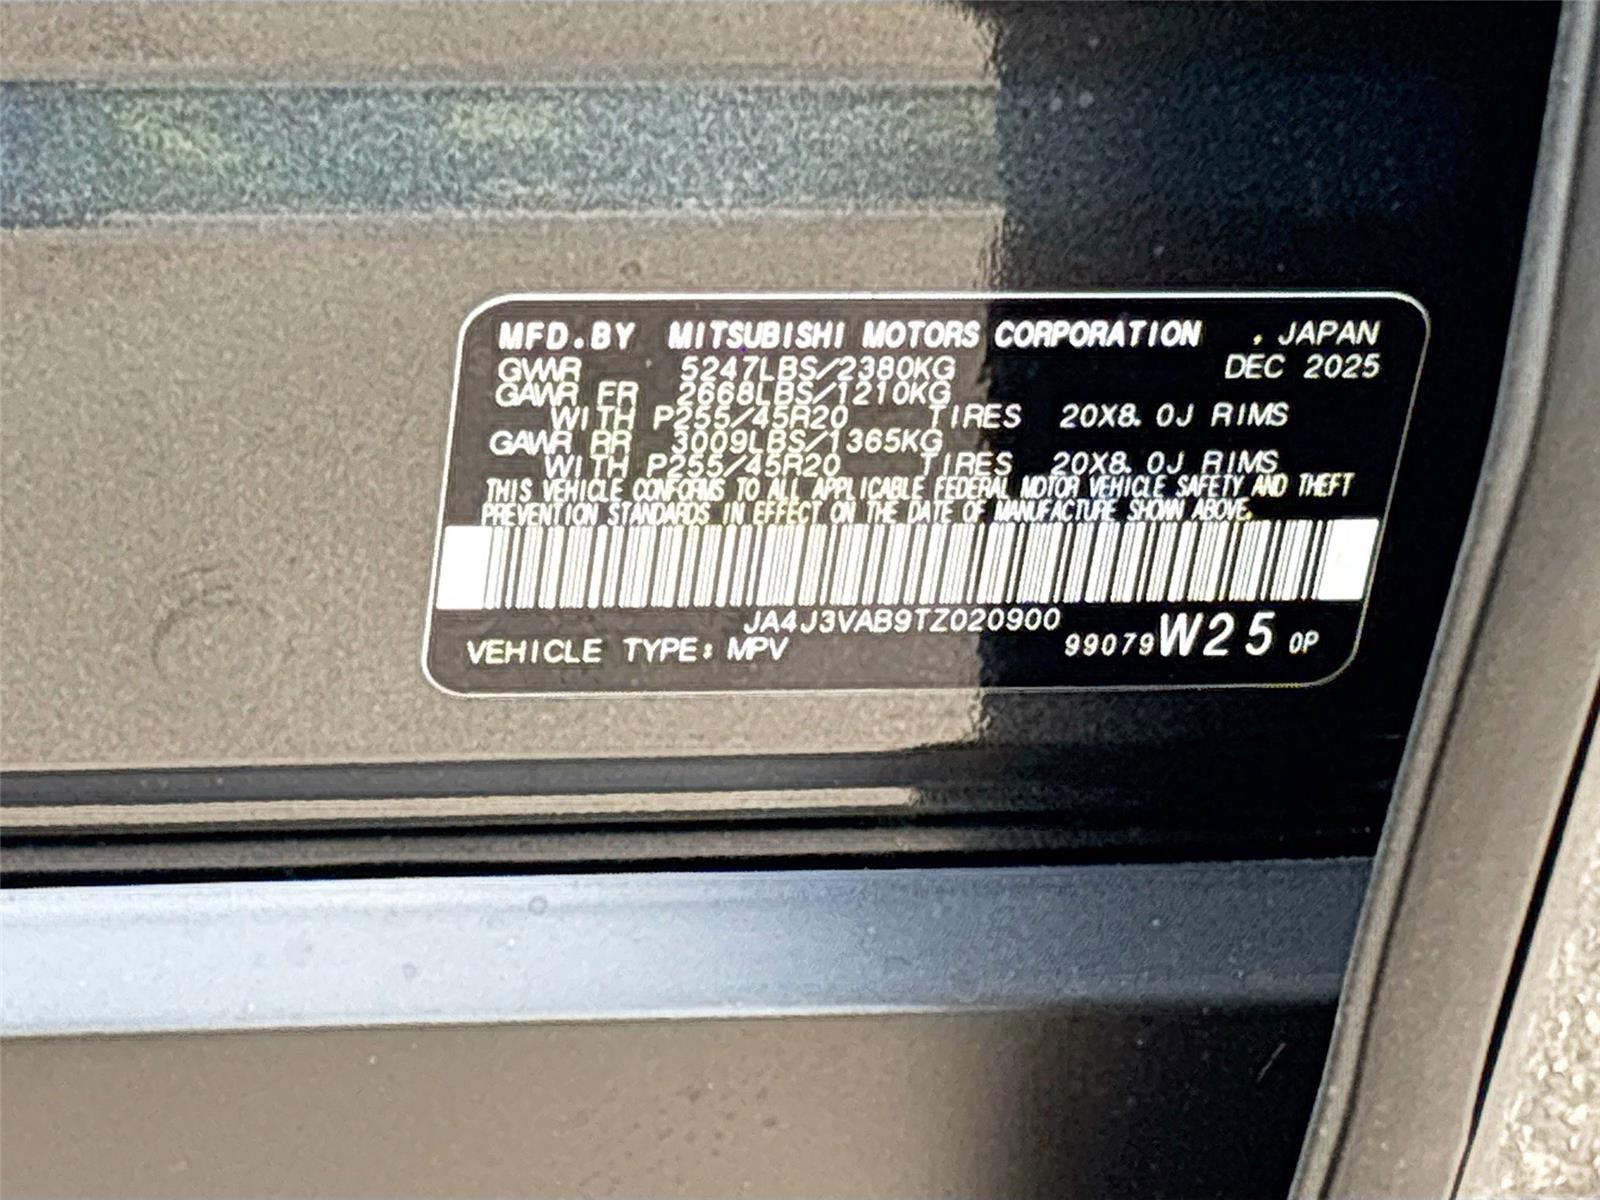 MFD.BY MITSUBISHI MOTORS CORPORATION , JAPAN
GVWR 5247LBS/2380KG DEC 2025
GAWR FR 2668LBS/1210KG
WITH P255/45R20 TIRES 20X8.0J RIMS
GAWR RR 3009LBS/1365KG
WITH P255/45R20 TIRES 20X8.0J RIMS
THIS VEHICLE CONFORMS TO ALL APPLICABLE FEDERAL MOTOR VEHICLE SAFETY AND THEFT
PREVENTION STANDARDS IN EFFECT ON THE DATE OF MANUFACTURE SHOWN ABOVE.
JA4J3VAB9TZ020900
VEHICLE TYPE: MPV 99079W25 0P